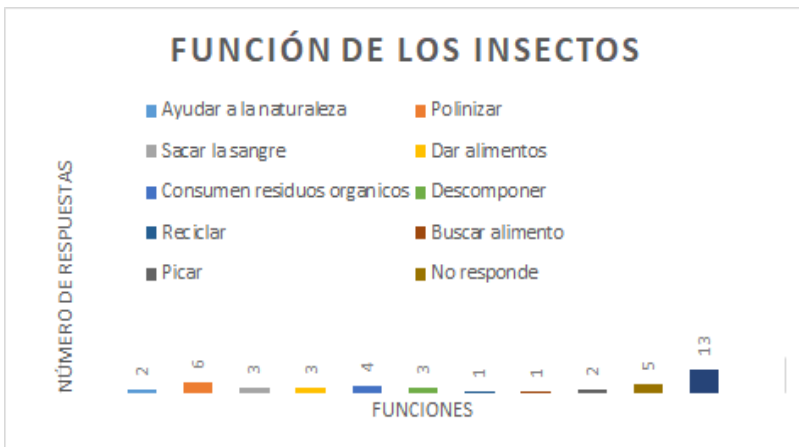 FUNCIÓN DE LOS INSECTOS
Ayudar a la naturaleza
Polinizar
Sacar la sangre
Dar alimentos
Consumen residuos organicos
Descomponer
Reciclar
Buscar alimento
Picar
No responde
NÚMERO DE RESPUESTAS
2 6 3 3 4 3 1 1 2 5 13
FUNCIONES